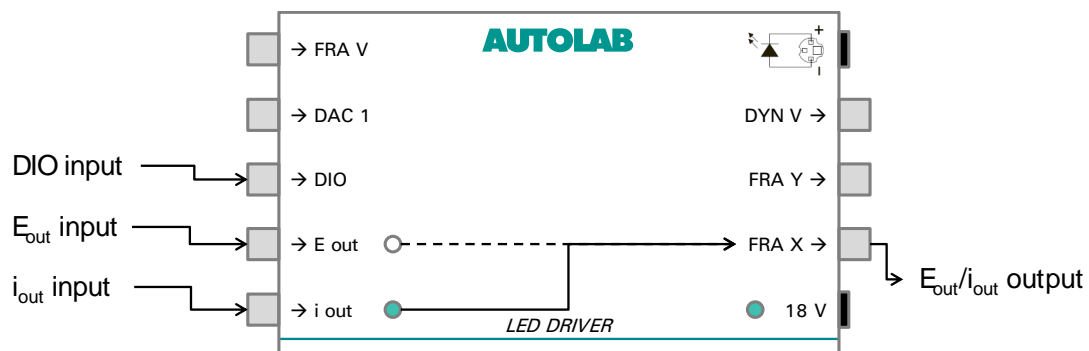 → FRA V
AUTOLAB
+
−
→ DAC 1
DYN V →
DIO input
→ DIO
FRA Y →
Eout input
→ E out
FRA X →
Eout/iout output
iout input
→ i out
LED DRIVER
18 V